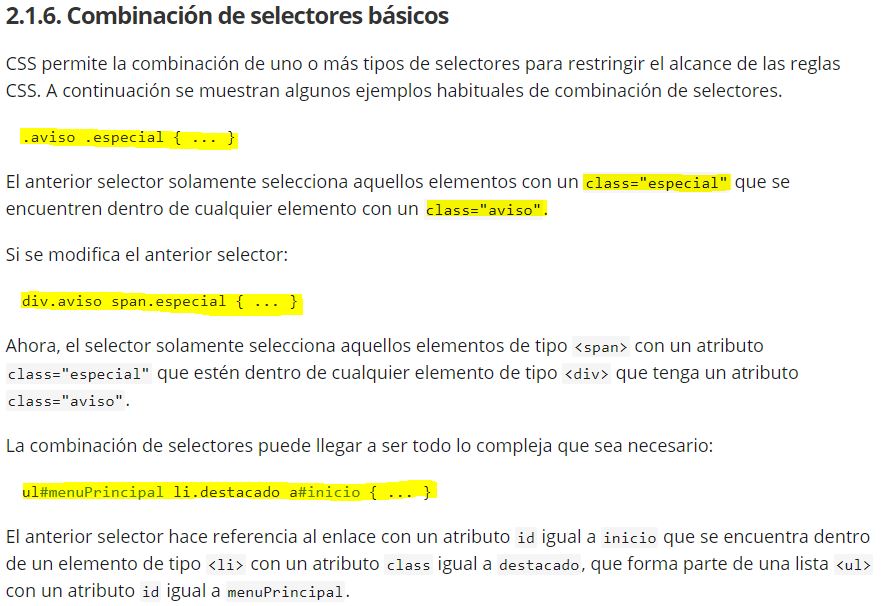 2.1.6. Combinación de selectores básicos
CSS permite la combinación de uno o más tipos de selectores para restringir el alcance de las reglas
CSS. A continuación se muestran algunos ejemplos habituales de combinación de selectores.
.aviso .especial { ... }
El anterior selector solamente selecciona aquellos elementos con un class="especial" que se
encuentren dentro de cualquier elemento con un class="aviso".
Si se modifica el anterior selector:
div.aviso span.especial { ... }
Ahora, el selector solamente selecciona aquellos elementos de tipo <span> con un atributo
class="especial" que estén dentro de cualquier elemento de tipo <div> que tenga un atributo
class="aviso".
La combinación de selectores puede llegar a ser todo lo compleja que sea necesario:
ul#menuPrincipal li.destacado a#inicio { ... }
El anterior selector hace referencia al enlace con un atributo id igual a inicio que se encuentra dentro
de un elemento de tipo <li> con un atributo class igual a destacado, que forma parte de una lista <ul>
con un atributo id igual a menuPrincipal.